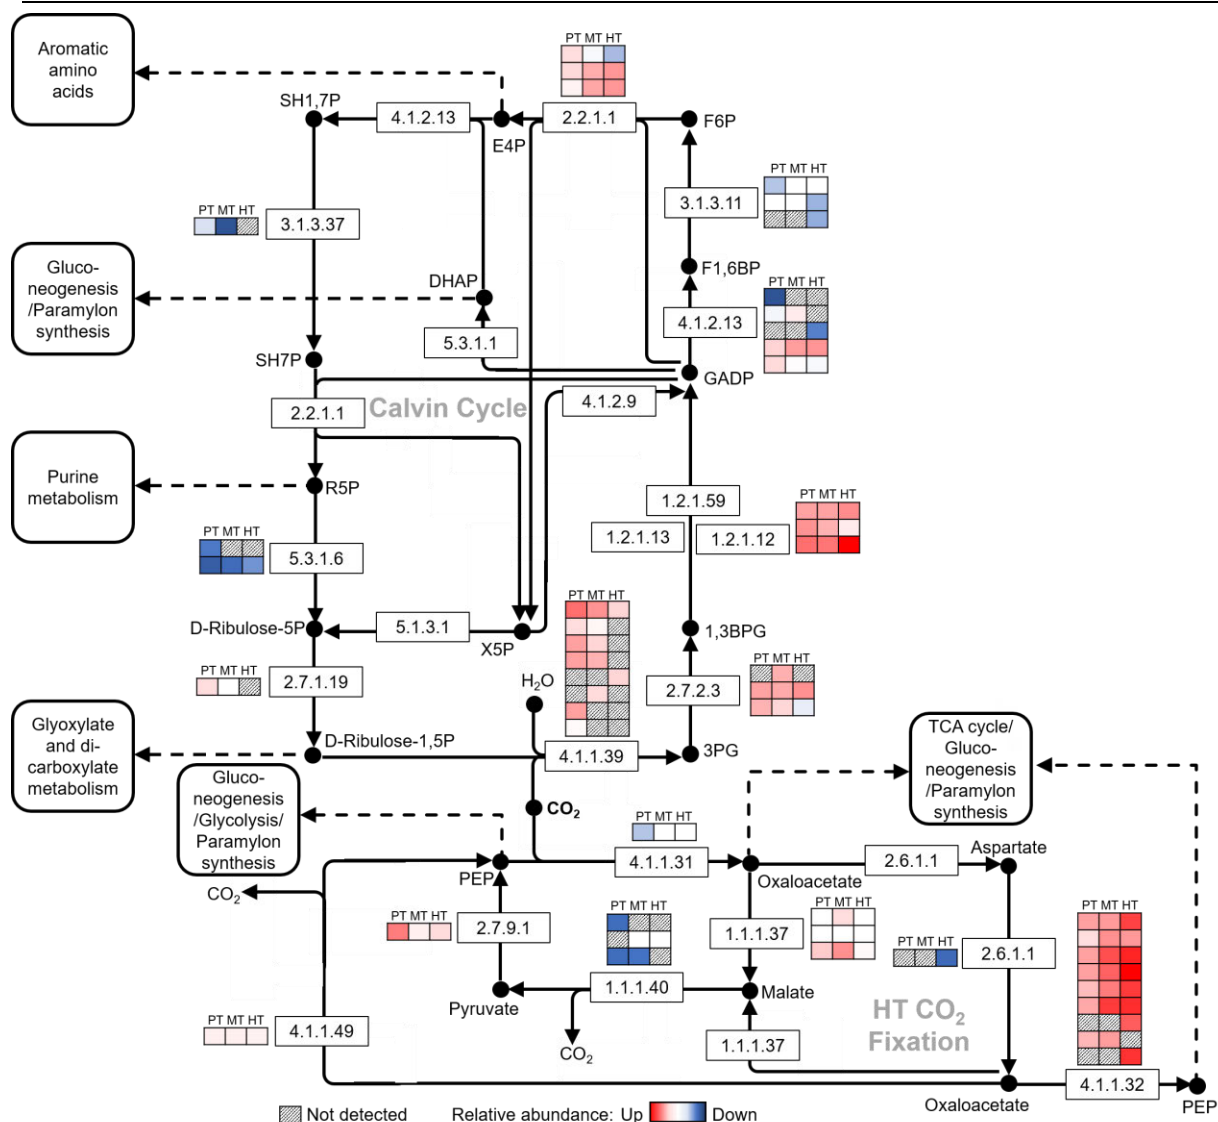 Aromatic
amino
acids
PT MT HT
SH1,7P
4.1.2.13
E4P
2.2.1.1
F6P
PT MT HT
3.1.3.37
PT MT HT
3.1.3.11
Gluco-
neogenesis
/Paramylon
synthesis
DHAP
F1,6BP
PT MT HT
4.1.2.13
5.3.1.1
SH7P
GADP
2.2.1.1
Calvin Cycle
4.1.2.9
Purine
metabolism
R5P
1.2.1.59
PT MT HT
1.2.1.13
1.2.1.12
PT MT HT
5.3.1.6
PT MT HT
D-Ribulose-5P
5.1.3.1
X5P
1,3BPG
PT MT HT
2.7.1.19
H2O
PT MT HT
2.7.2.3
Glyoxylate
and di-
carboxylate
metabolism
D-Ribulose-1,5P
4.1.1.39
3PG
TCA cycle/
Gluco-
neogenesis
/Paramylon
synthesis
Gluco-
neogenesis
/Glycolysis/
Paramylon
synthesis
CO2
PT MT HT
4.1.1.31
PEP
Oxaloacetate
2.6.1.1
Aspartate
CO2
PT MT HT
2.7.9.1
PT MT HT
PT MT HT
1.1.1.37
PT MT HT
2.6.1.1
PT MT HT
Pyruvate
1.1.1.40
Malate
HT CO2
Fixation
PT MT HT
4.1.1.49
CO2
1.1.1.37
4.1.1.32
Oxaloacetate
PEP
Not detected
Relative abundance: Up
Down